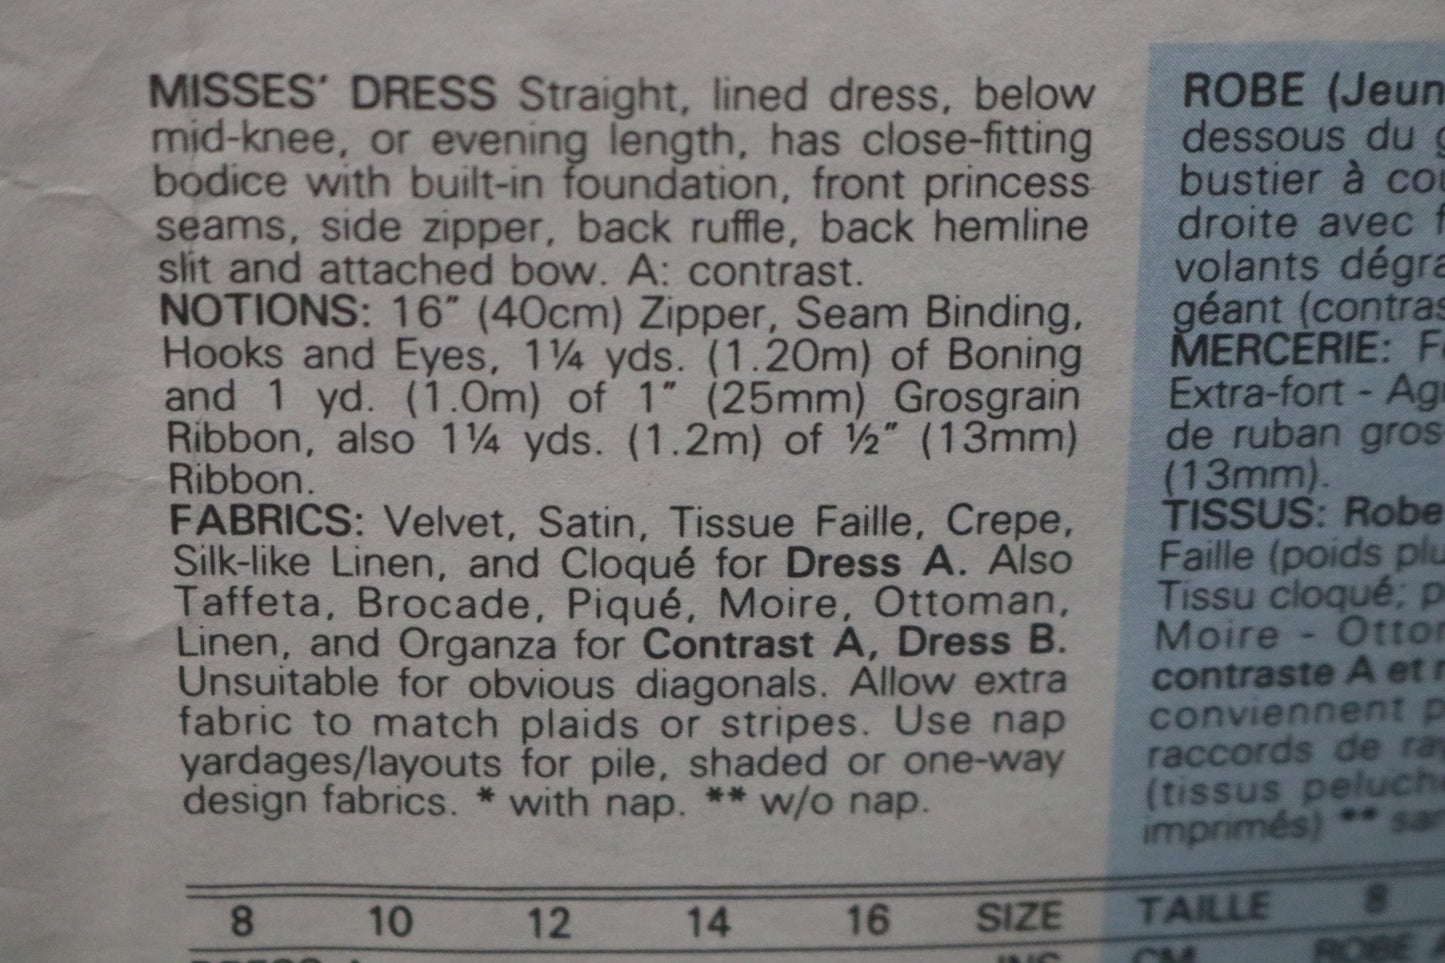 MISSES' DRESS Straight, lined dress, below
mid-knee, or evening length, has close-fitting
bodice with built-in foundation, front princess
seams, side zipper, back ruffle, back hemline
slit and attached bow. A: contrast.
NOTIONS: 16" (40cm) Zipper, Seam Binding,
Hooks and Eyes, 1¼ yds. (1.20m) of Boning
and 1 yd. (1.0m) of 1" (25mm) Grosgrain
Ribbon, also 1¼ yds. (1.2m) of ½" (13mm)
Ribbon.
FABRICS: Velvet, Satin, Tissue Faille, Crepe,
Silk-like Linen, and Cloqué for Dress A. Also
Taffeta, Brocade, Piqué, Moire, Ottoman,
Linen, and Organza for Contrast A, Dress B.
Unsuitable for obvious diagonals. Allow extra
fabric to match plaids or stripes. Use nap
yardages/layouts for pile, shaded or one-way
design fabrics. * with nap. ** w/o nap.
8 10 12 14 16 SIZE
INS
ROBE (Jeun
dessous du
bustier à
droite avec
volants
géant (contras
MERCERIE:
Extra-fort -
de ruban gros-
(13mm).
TISSUS: Robe
Faille (poids
Tissu cloqué;
Moire -
contraste A et
conviennent
raccords de
(tissus
imprimés) **
TAILLE 8
CM ROBE